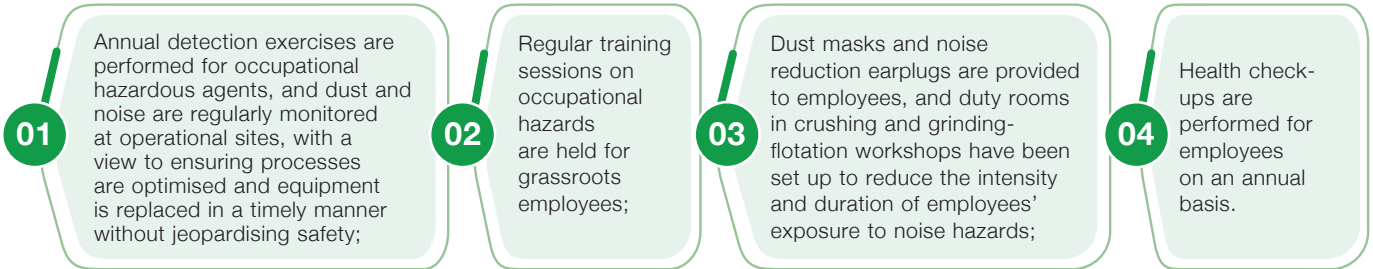 01
Annual detection exercises are
performed for occupational
hazardous agents, and dust and
noise are regularly monitored
at operational sites, with a
view to ensuring processes
are optimised and equipment
is replaced in a timely manner
without jeopardising safety;
02
Regular training
sessions on
occupational
hazards
are held for
grassroots
employees;
03
Dust masks and noise
reduction earplugs are provided
to employees, and duty rooms
in crushing and grinding-
flotation workshops have been
set up to reduce the intensity
and duration of employees’
exposure to noise hazards;
04
Health check-
ups are
performed for
employees
on an annual
basis.